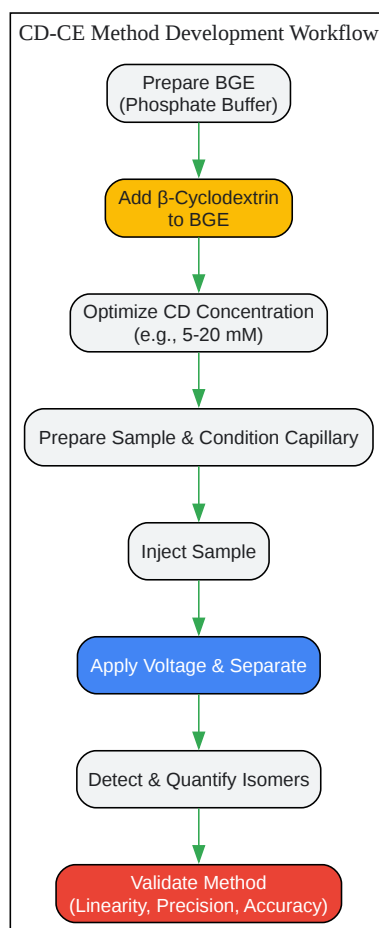 CD-CE Method Development Workflow
Prepare BGE
(Phosphate Buffer)
Add β-Cyclodextrin
to BGE
Optimize CD Concentration
(e.g., 5-20 mM)
Prepare Sample & Condition Capillary
Inject Sample
Apply Voltage & Separate
Detect & Quantify Isomers
Validate Method
(Linearity, Precision, Accuracy)